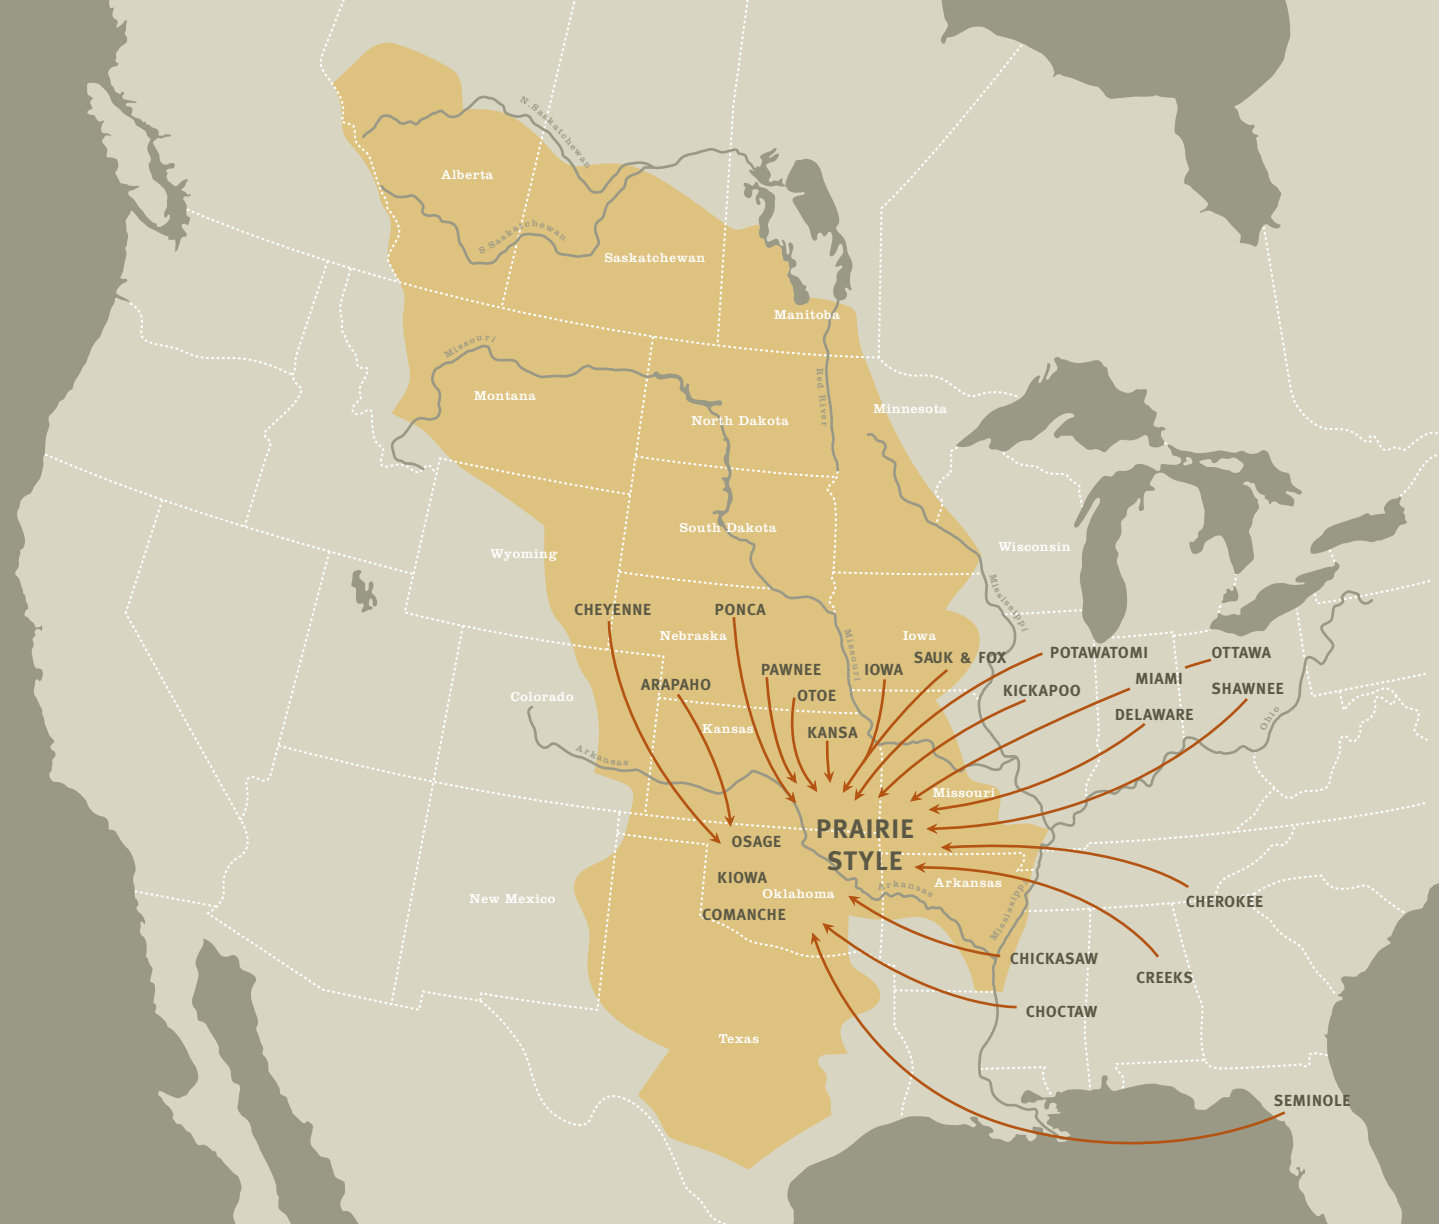 N.Saskatchewan
Alberta
S.Saskatchewan
Saskatchewan
Manitoba
Missouri
Red River
Montana
Minnesota
North Dakota
South Dakota
Wisconsin
Wyoming
Mississippi
CHEYENNE
PONCA
Nebraska
Iowa
Missouri
SAUK & FOX
POTAWATOMI
OTTAWA
PAWNEE
IOWA
MIAMI
ARAPAHO
KICKAPOO
SHAWNEE
Colorado
OTOE
DELAWARE
Ohio
Kansas
KANSA
Arkansas
Missouri
PRAIRIE
STYLE
OSAGE
KIOWA
Oklahoma
Arkansas
Arkansas
New Mexico
COMANCHE
Mississippi
CHEROKEE
CHICKASAW
CREEKS
CHOCTAW
Texas
SEMINOLE